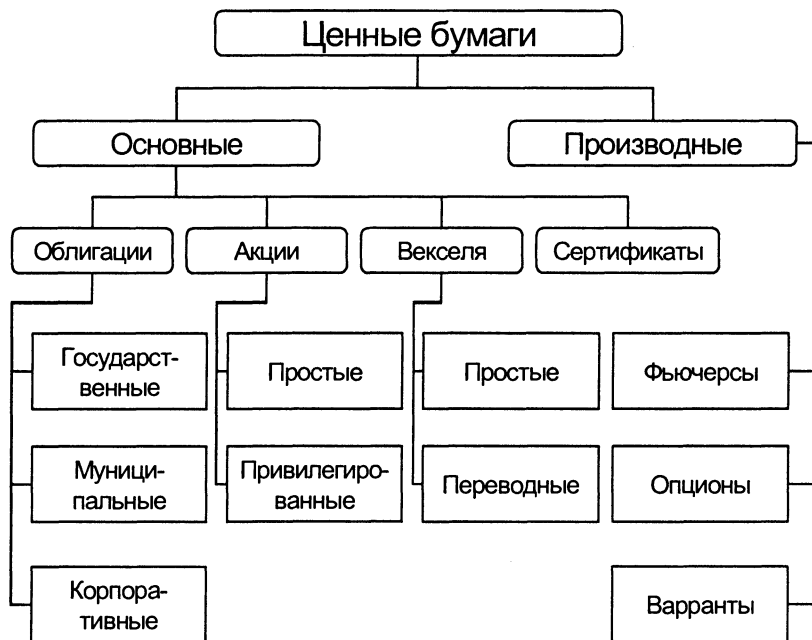 Ценные бумаги
Основные
Производные
Облигации
Акции
Векселя
Сертификаты
Государст-
венные
Простые
Простые
Фьючерсы
Муници-
пальные
Привилегиро-
ванные
Переводные
Опционы
Корпора-
тивные
Варранты